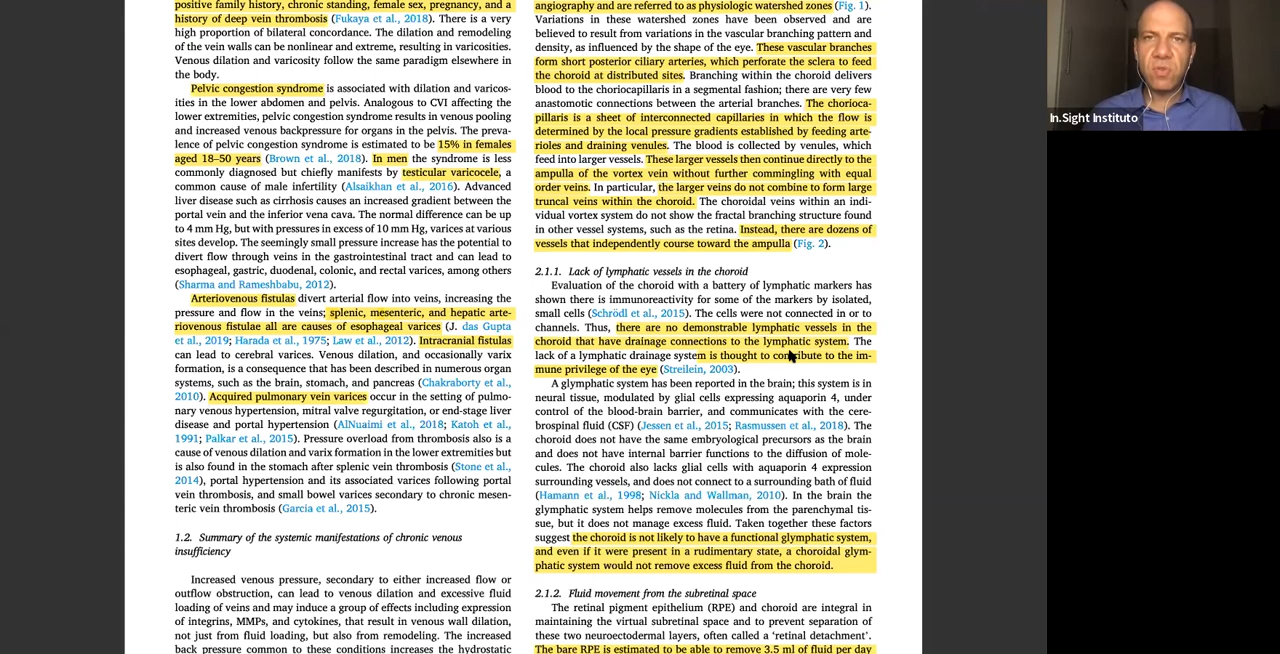 positive family history, chronic standing, female sex, pregnancy, and a
history of deep vein thrombosis (Fukaya et al., 2018). There is a very
high proportion of bilateral concordance. The dilation and remodeling
of the vein walls can be nonlinear and extreme, resulting in varicosities.
Venous dilation and varicosity follow the same paradigm elsewhere in
the body.
Pelvic congestion syndrome is associated with dilation and varicos-
ities in the lower abdomen and pelvis. Analogous to CVI affecting the
lower extremities, pelvic congestion syndrome results in venous pooling
and increased venous backpressure for organs in the pelvis. The preva-
lence of pelvic congestion syndrome is estimated to be 15% in females
aged 18–50 years (Brown et al., 2018). In men the syndrome is less
commonly diagnosed but chiefly manifests by testicular varicocele, a
common cause of male infertility (Alsaikhan et al., 2016). Advanced
liver disease such as cirrhosis causes an increased gradient between the
portal vein and the inferior vena cava. The normal difference can be up
to 4 mm Hg, but with pressures in excess of 10 mm Hg, varices at various
sites develop. The seemingly small pressure increase has the potential to
divert flow through veins in the gastrointestinal tract and can lead to
esophageal, gastric, duodenal, colonic, and rectal varices, among others
(Sharma and Rameshbabu, 2012).
Arteriovenous fistulas divert arterial flow into veins, increasing the
pressure and flow in the veins; splenic, mesenteric, and hepatic arte-
riovenous fistulae all are causes of esophageal varices (J. das Gupta
et al., 2019; Harada et al., 1975; Law et al., 2012). Intracranial fistulas
can lead to cerebral varices. Venous dilation, and occasionally varix
formation, is a consequence that has been described in numerous organ
systems, such as the brain, stomach, and pancreas (Chakraborty et al.,
2010). Acquired pulmonary vein varices occur in the setting of pulmo-
nary venous hypertension, mitral valve regurgitation, or end-stage liver
disease and portal hypertension (AlNuaimi et al., 2018; Katoh et al.,
1991; Palkar et al., 2015). Pressure overload from thrombosis also is a
cause of venous dilation and varix formation in the lower extremities but
is also found in the stomach after splenic vein thrombosis (Stone et al.,
2014), portal hypertension and its associated varices following portal
vein thrombosis, and small bowel varices secondary to chronic mesen-
teric vein thrombosis (Garcia et al., 2015).
1.2. Summary of the systemic manifestations of chronic venous
insufficiency
Increased venous pressure, secondary to either increased flow or
outflow obstruction, can lead to venous dilation and excessive fluid
loading of veins and may induce a group of effects including expression
of integrins, MMPs, and cytokines, that result in venous wall dilation,
not just from fluid loading, but also from remodeling. The increased
back pressure common to these conditions increases the hydrostatic
angiography and are referred to as physiologic watershed zones (Fig. 1).
Variations in these watershed zones have been observed and are
believed to result from variations in the vascular branching pattern and
density, as influenced by the shape of the eye. These vascular branches
form short posterior ciliary arteries, which perforate the sclera to feed
the choroid at distributed sites. Branching within the choroid delivers
blood to the choriocapillaris in a segmental fashion; there are very few
anastomotic connections between the arterial branches. The chorioca-
pillaris is a sheet of interconnected capillaries in which the flow is
determined by the local pressure gradients established by feeding arte-
rioles and draining venules. The blood is collected by venules, which
feed into larger vessels. These larger vessels then continue directly to the
ampulla of the vortex vein without further commingling with equal
order veins. In particular, the larger veins do not combine to form large
truncal veins within the choroid. The choroidal veins within an indi-
vidual vortex system do not show the fractal branching structure found
in other vessel systems, such as the retina. Instead, there are dozens of
vessels that independently course toward the ampulla (Fig. 2).
2.1.1. Lack of lymphatic vessels in the choroid
Evaluation of the choroid with a battery of lymphatic markers has
shown there is immunoreactivity for some of the markers by isolated,
small cells (Schrödl et al., 2015). The cells were not connected in or to
channels. Thus, there are no demonstrable lymphatic vessels in the
choroid that have drainage connections to the lymphatic system. The
lack of a lymphatic drainage system is thought to contribute to the im-
mune privilege of the eye (Streilein, 2003).
A glymphatic system has been reported in the brain; this system is in
neural tissue, modulated by glial cells expressing aquaporin 4, under
control of the blood-brain barrier, and communicates with the cere-
brospinal fluid (CSF) (Jessen et al., 2015; Rasmussen et al., 2018). The
choroid does not have the same embryological precursors as the brain
and does not have internal barrier functions to the diffusion of mole-
cules. The choroid also lacks glial cells with aquaporin 4 expression
surrounding vessels, and does not connect to a surrounding bath of fluid
(Hamann et al., 1998; Nickla and Wallman, 2010). In the brain the
glymphatic system helps remove molecules from the parenchymal tis-
sue, but it does not manage excess fluid. Taken together these factors
suggest the choroid is not likely to have a functional glymphatic system,
and even if it were present in a rudimentary state, a choroidal glym-
phatic system would not remove excess fluid from the choroid.
2.1.2. Fluid movement from the subretinal space
The retinal pigment epithelium (RPE) and choroid are integral in
maintaining the virtual subretinal space and to prevent separation of
these two neuroectodermal layers, often called a ‘retinal detachment’.
The bare RPE is estimated to be able to remove 3.5 ml of fluid per day
In.Sight Instituto